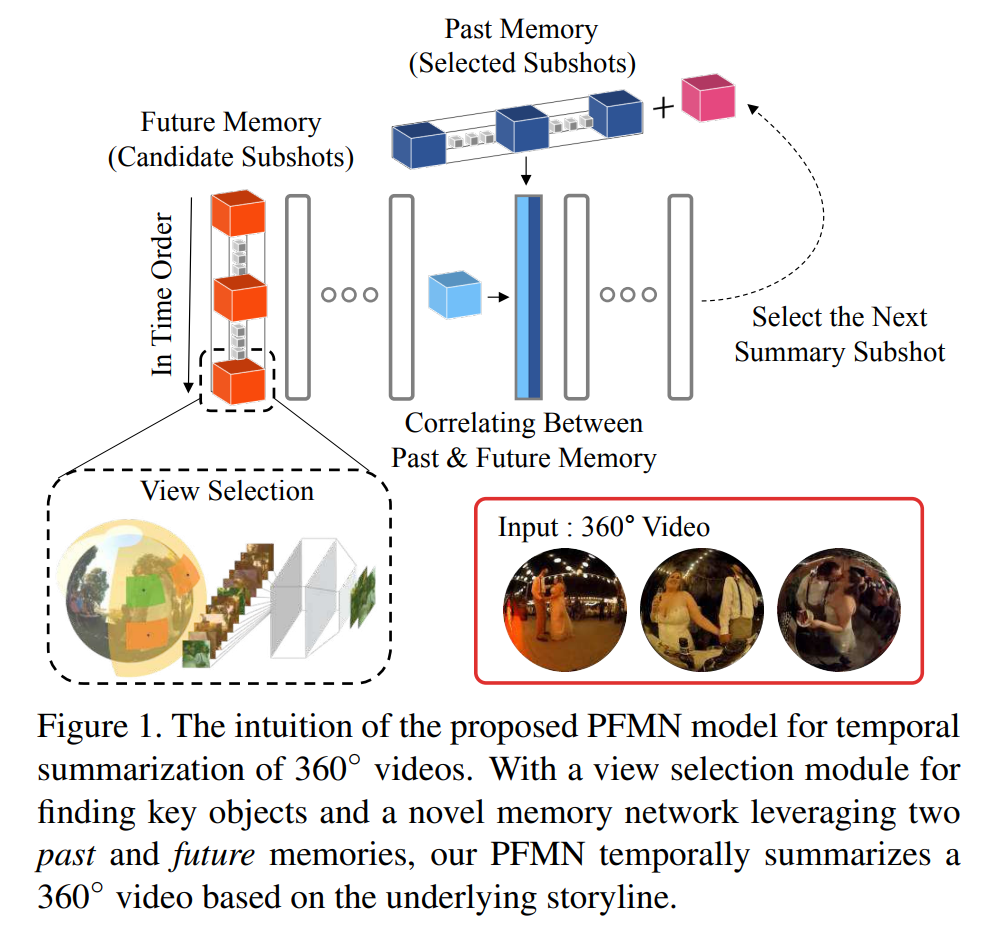 Past Memory
(Selected Subshots)
Future Memory
(Candidate Subshots)
In Time Order
Select the Next
Summary Subshot
Correlating Between
Past & Future Memory
View Selection
Input : 360° Video
Figure 1. The intuition of the proposed PFMN model for temporal
summarization of 360° videos. With a view selection module for
finding key objects and a novel memory network leveraging two
past and future memories, our PFMN temporally summarizes a
360° video based on the underlying storyline.